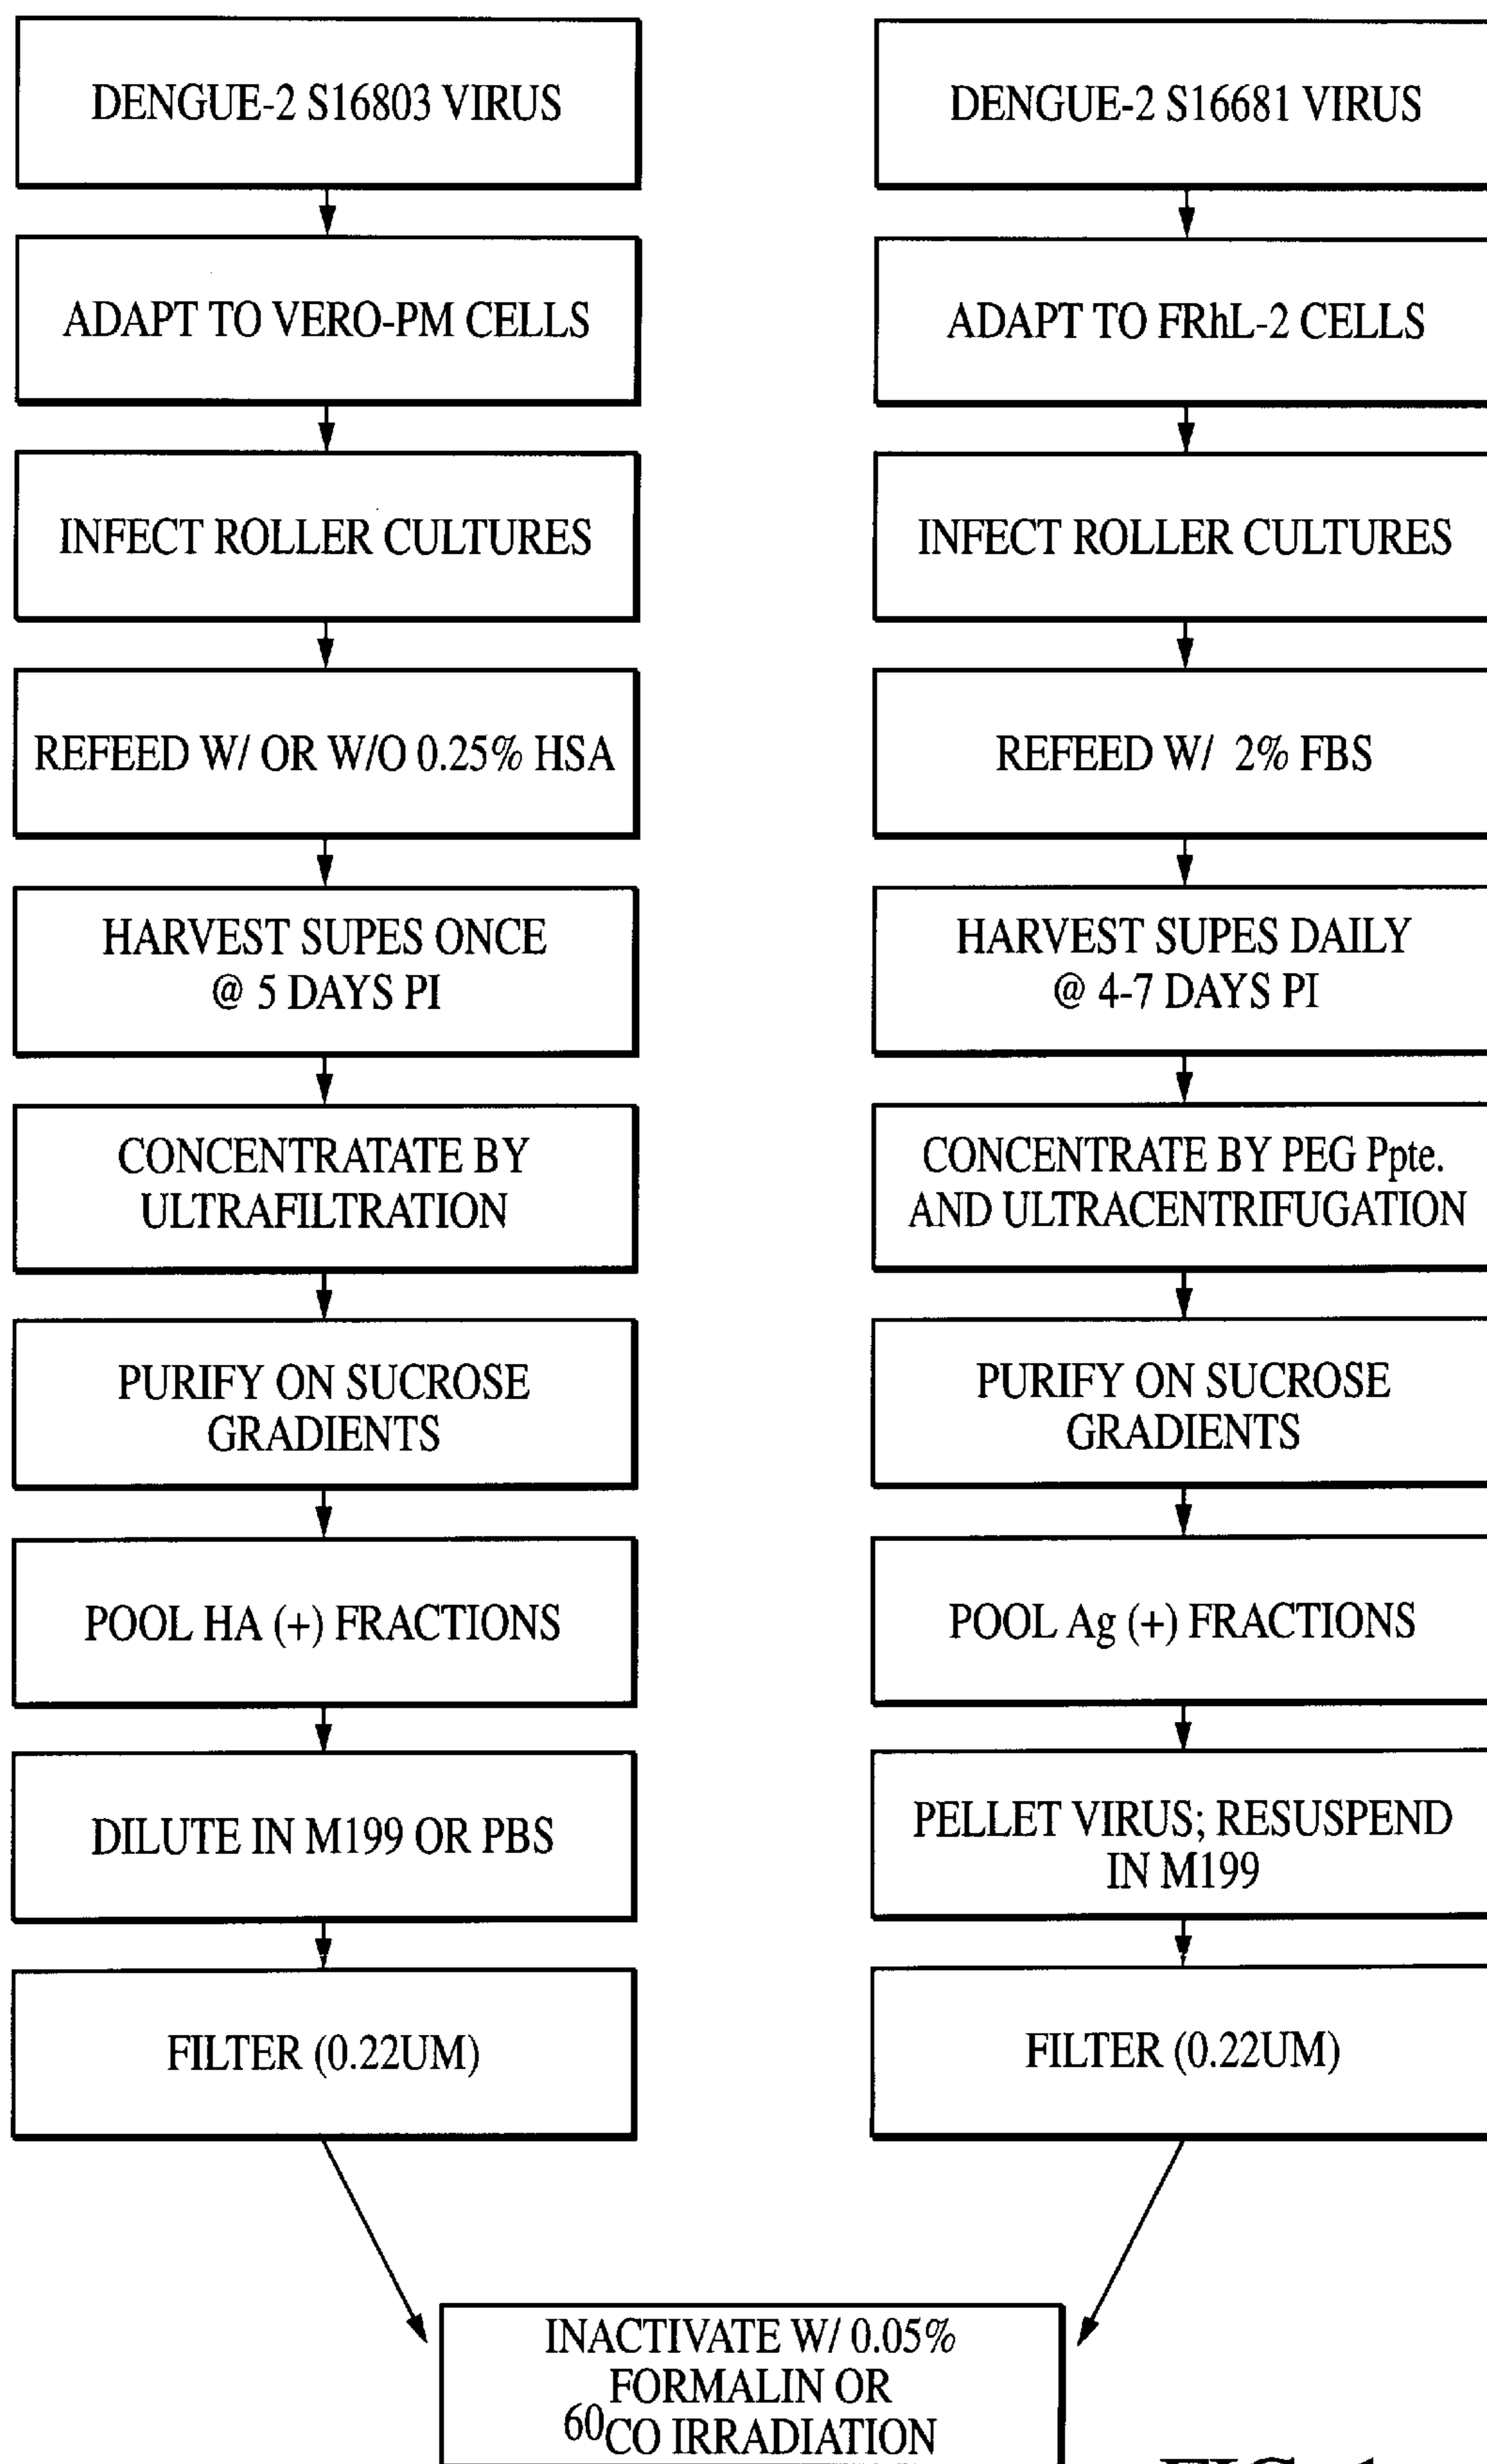 DENGUE-2 S16803 VIRUS
ADAPT TO VERO-PM CELLS
INFECT ROLLER CULTURES
REFEED W/ OR W/O 0.25% HSA
HARVEST SUPES ONCE
@ 5 DAYS PI
CONCENTRATATE BY
ULTRAFILTRATION
PURIFY ON SUCROSE
GRADIENTS
POOL HA (+) FRACTIONS
DILUTE IN M199 OR PBS
FILTER (0.22UM)
DENGUE-2 S16681 VIRUS
ADAPT TO FRhL-2 CELLS
INFECT ROLLER CULTURES
REFEED W/ 2% FBS
HARVEST SUPES DAILY
@ 4-7 DAYS PI
CONCENTRATE BY PEG Ppte.
AND ULTRACENTRIFUGATION
PURIFY ON SUCROSE
GRADIENTS
POOL Ag (+) FRACTIONS
PELLET VIRUS; RESUSPEND
IN M199
FILTER (0.22UM)
INACTIVATE W/ 0.05%
FORMALIN OR
⁶⁰CO IRRADIATION